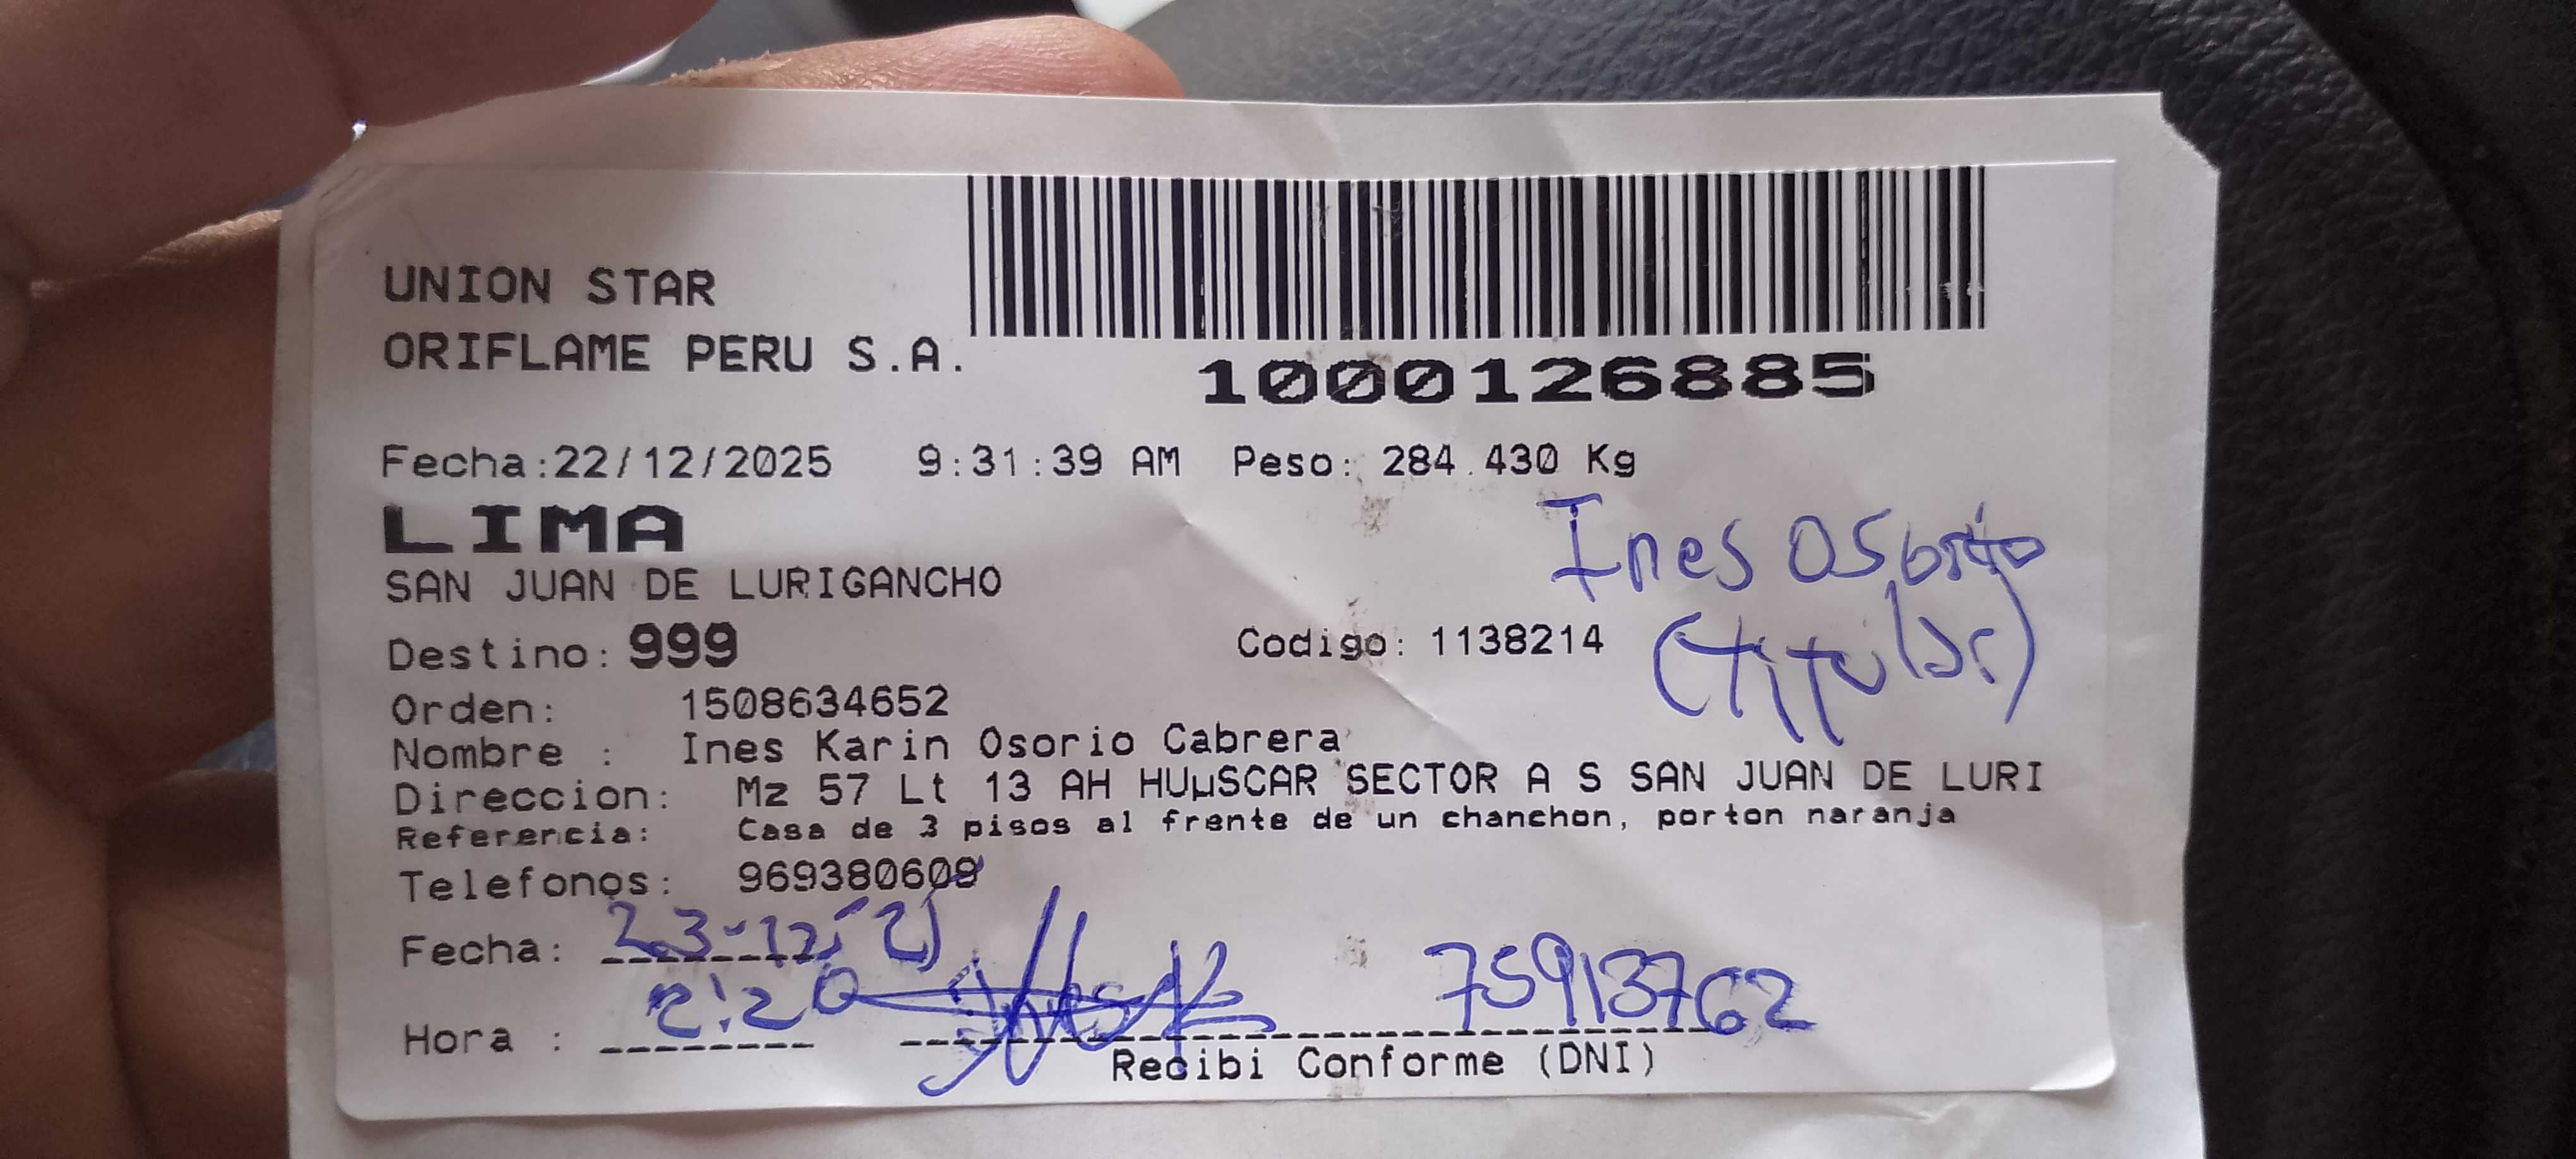 UNION STAR
ORIFLAME PERU S.A.
1000126885
Fecha:22/12/2025 9:31:39 AM Peso: 284.430 Kg
LIMA
Ines Osorio
SAN JUAN DE LURIGANCHO
Destino: 999 Codigo: 1138214
(titular)
Orden: 1508634652
Nombre : Ines Karin Osorio Cabrera
Direccion: Mz 57 Lt 13 AH HUµSCAR SECTOR A S SAN JUAN DE LURI
Referencia: Casa de 3 pisos al frente de un chanchon, porton naranja
Telefonos: 969380608
Fecha: 23-12-25
Hora : 2:20 75913762
Recibi Conforme (DNI)